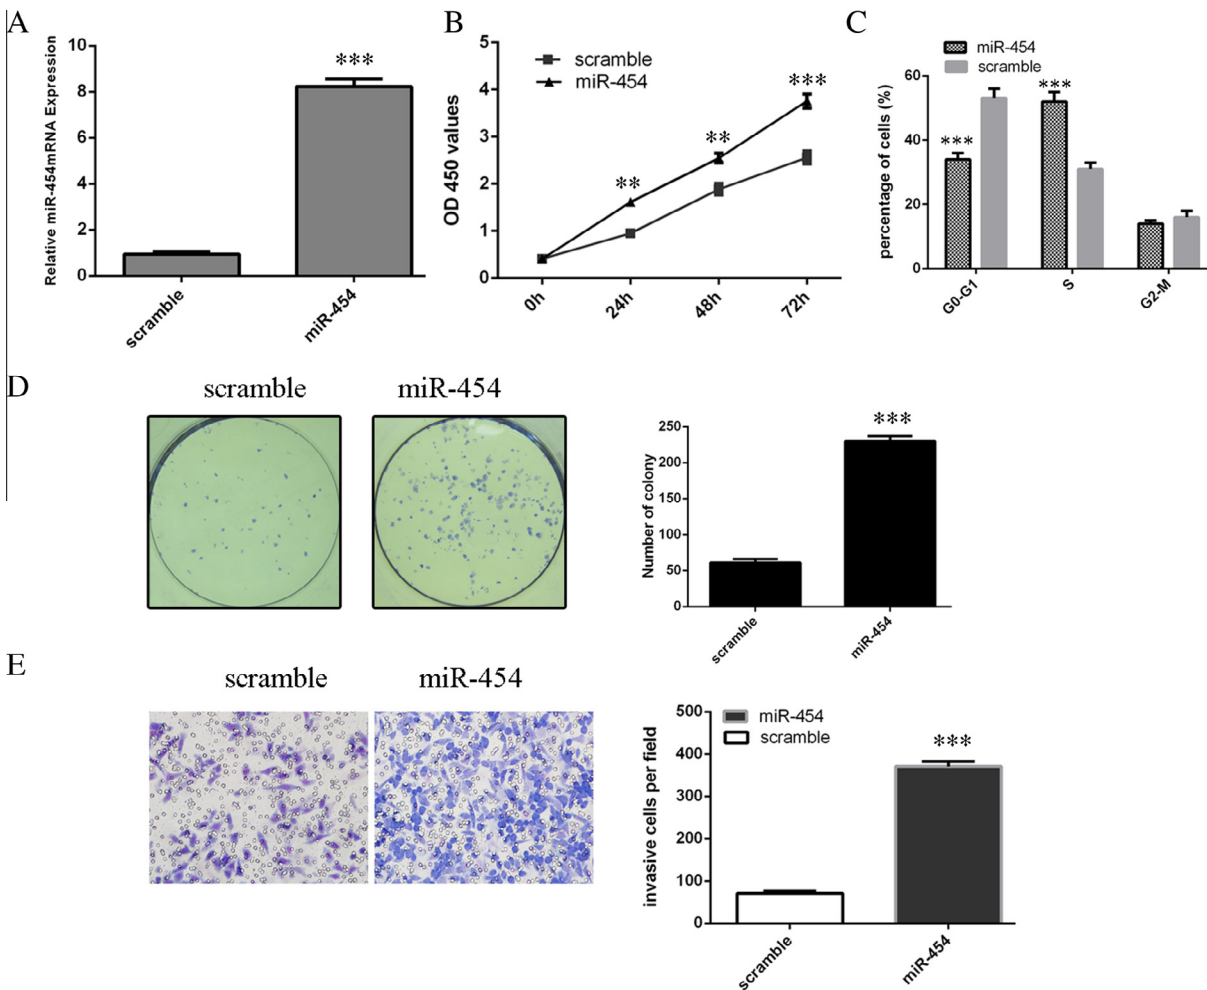 A
Relative miR-454mRNA Expression
10
8
6
4
2
0
***
scramble
miR-454
B
OD 450 values
5
4
3
2
1
0
scramble
miR-454
**
**
***
0h
24h
48h
72h
C
miR-454
scramble
percentage of cells (%)
60
40
20
0
***
***
G0-G1
S
G2-M
D
scramble
miR-454
Number of colony
250
200
150
100
50
0
***
scramble
miR-454
E
scramble
miR-454
invasive cells per field
500
400
300
200
100
0
miR-454
scramble
***
scramble
miR-454